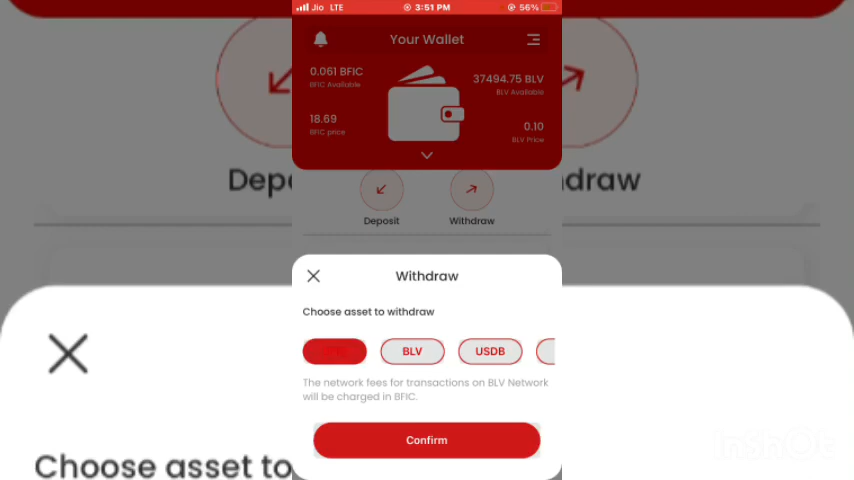 Jio LTE
3:51 PM
56%
Your Wallet
0.061 BFIC
BFIC Available
37494.75 BLV
BLV Available
18.69
BFIC price
0.10
BLV Price
Deposit
Withdraw
Withdraw
Choose asset to withdraw
BLV
USDB
The network fees for transactions on BLV Network
will be charged in BFIC.
Confirm
Depo
hdraw
Choose asset to
InShOt